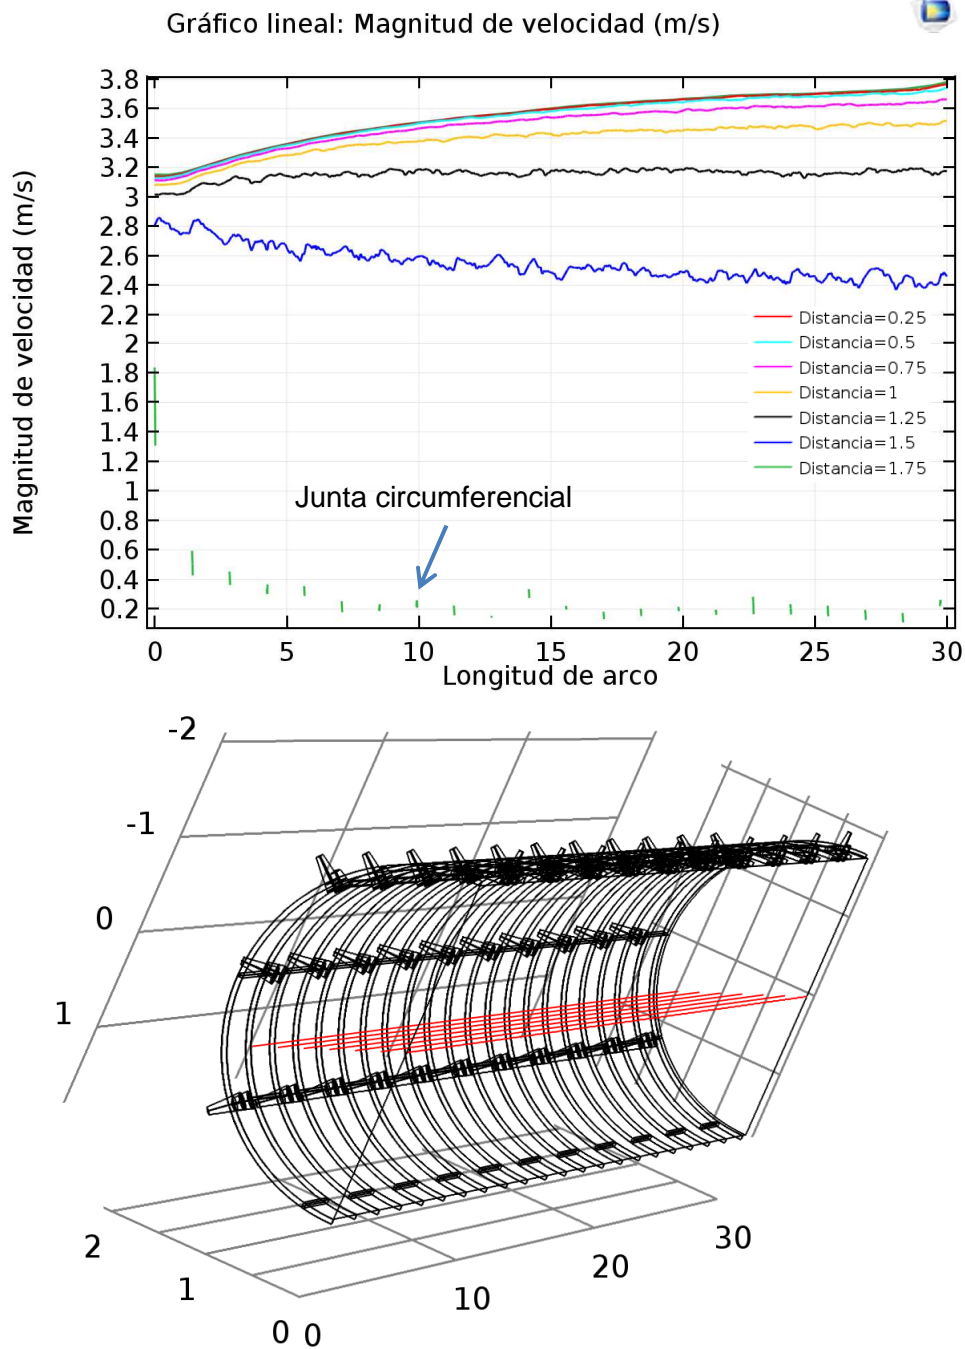 Gráfico lineal: Magnitud de velocidad (m/s)
Magnitud de velocidad (m/s)
3.8
3.6
3.4
3.2
3
2.8
2.6
2.4
2.2
2
1.8
1.6
1.4
1.2
1
0.8
0.6
0.4
0.2
Distancia=0.25
Distancia=0.5
Distancia=0.75
Distancia=1
Distancia=1.25
Distancia=1.5
Distancia=1.75
Junta circumferencial
0 5 10 15 20 25 30
Longitud de arco
-2
-1
0
1
2
1
0
0
10
20
30